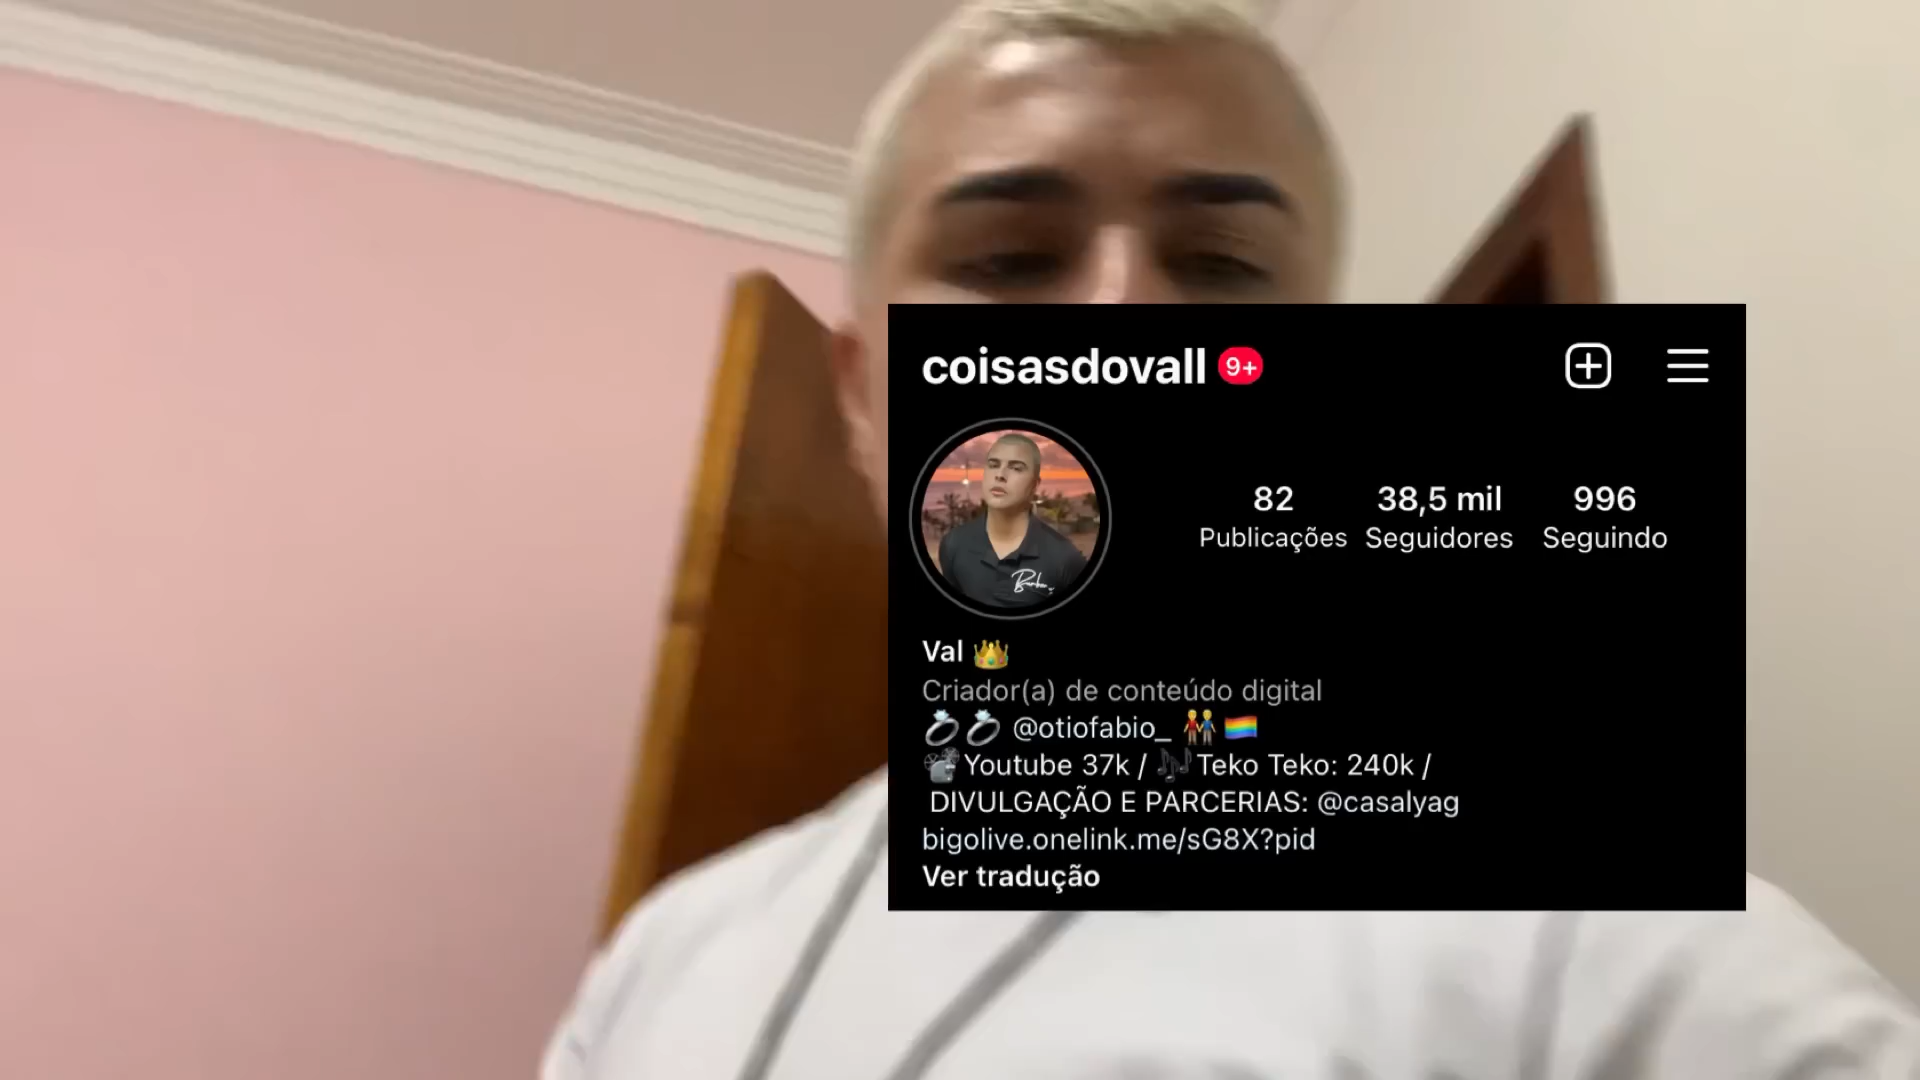 coisasdovall 9+
82 38,5 mil 996
Publicações Seguidores Seguindo
Val 👑
Criador(a) de conteúdo digital
💍💍 @otiofabio_ 👬🏳️‍🌈
📽️Youtube 37k / 🎶Teko Teko: 240k /
DIVULGAÇÃO E PARCERIAS: @casalyag
bigolive.onelink.me/sG8X?pid
Ver tradução